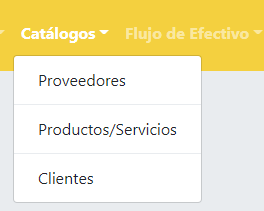 Catálogos Flujo de Efectivo
Proveedores
Productos/Servicios
Clientes